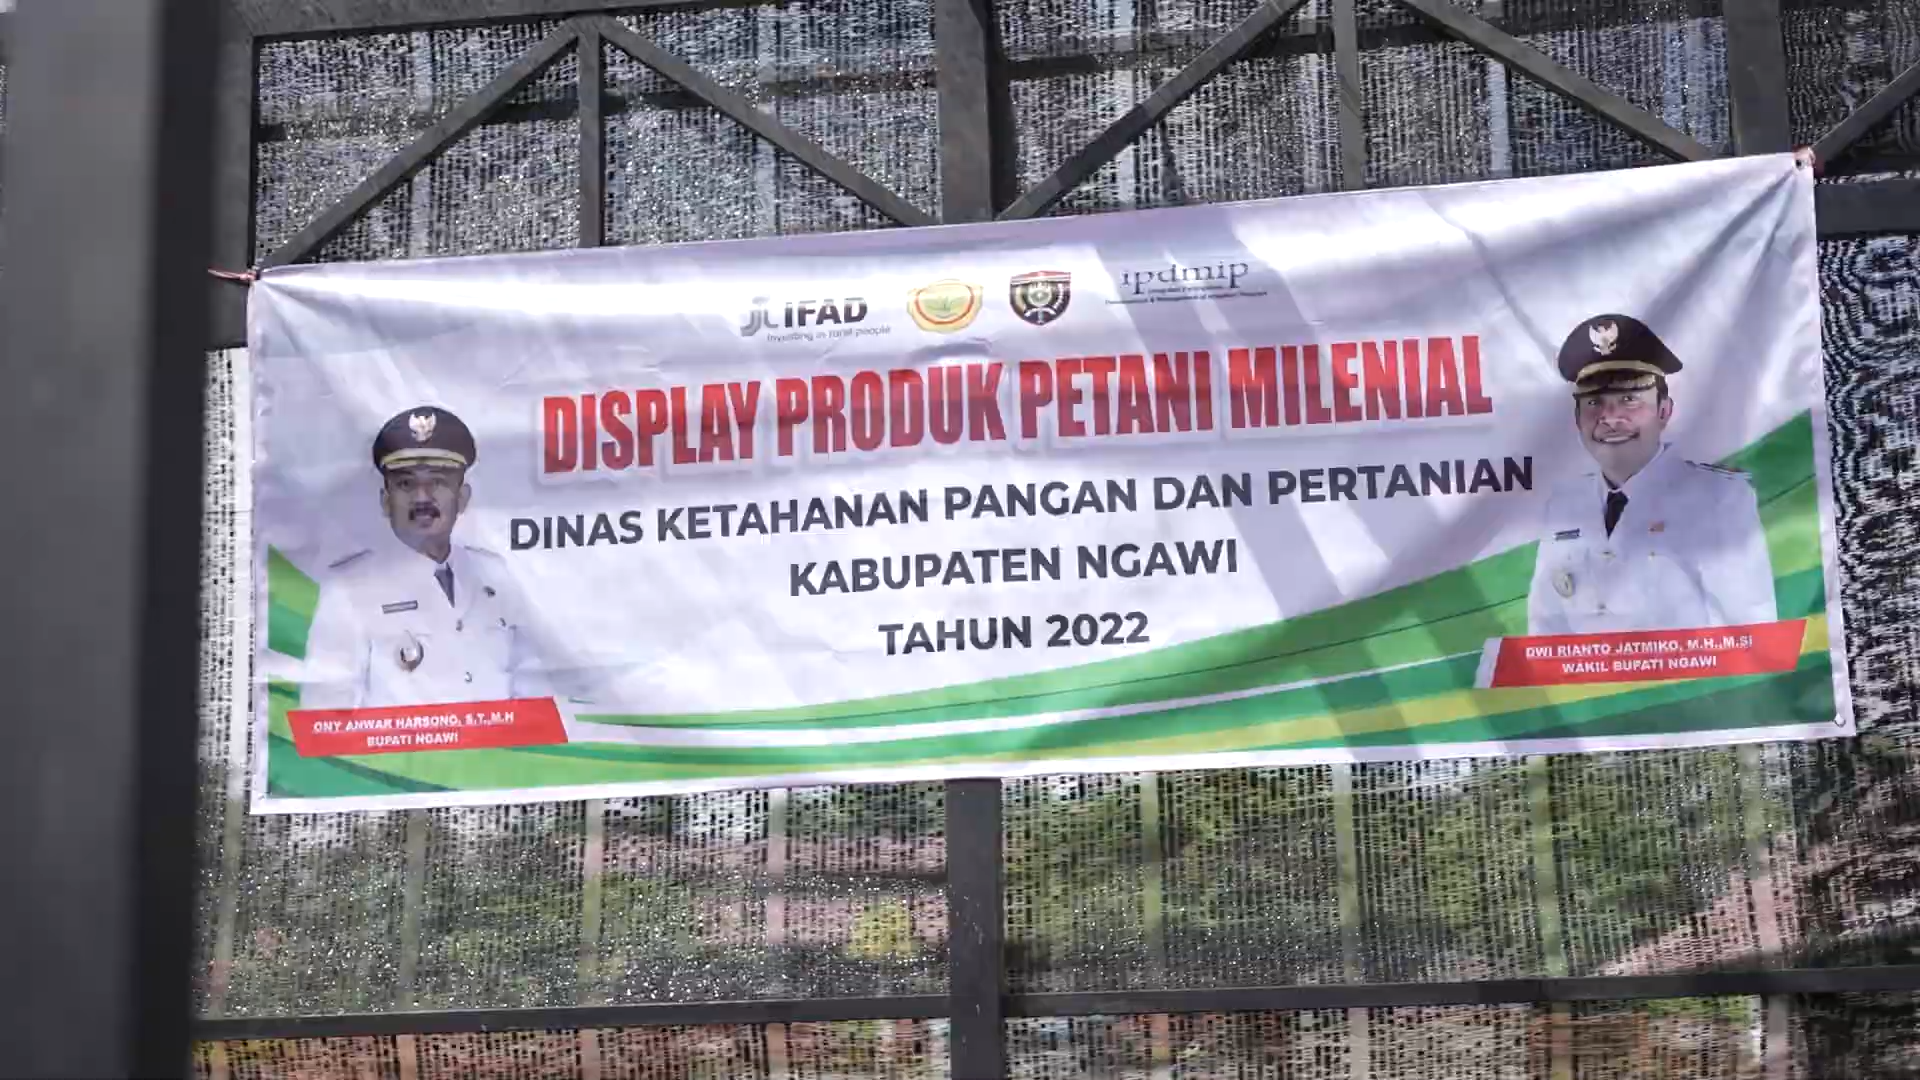 IFAD
Investing in rural people
ipdmip
DISPLAY PRODUK PETANI MILENIAL
DINAS KETAHANAN PANGAN DAN PERTANIAN
KABUPATEN NGAWI
TAHUN 2022
ONY ANWAR HARSONO, S.T.,M.H
BUPATI NGAWI
DWI RIANTO JATMIKO, M.H.,M.Si
WAKIL BUPATI NGAWI